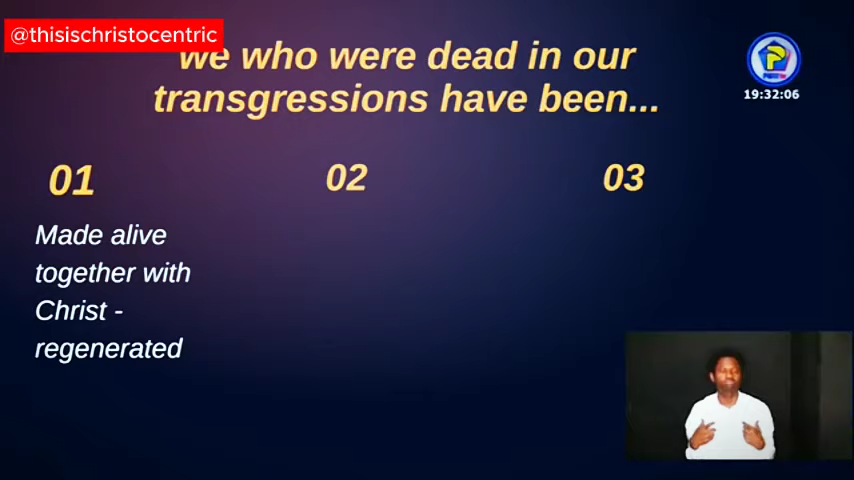 @thisischristocentric
we who were dead in our
transgressions have been...
19:32:06
01
02
03
Made alive
together with
Christ -
regenerated